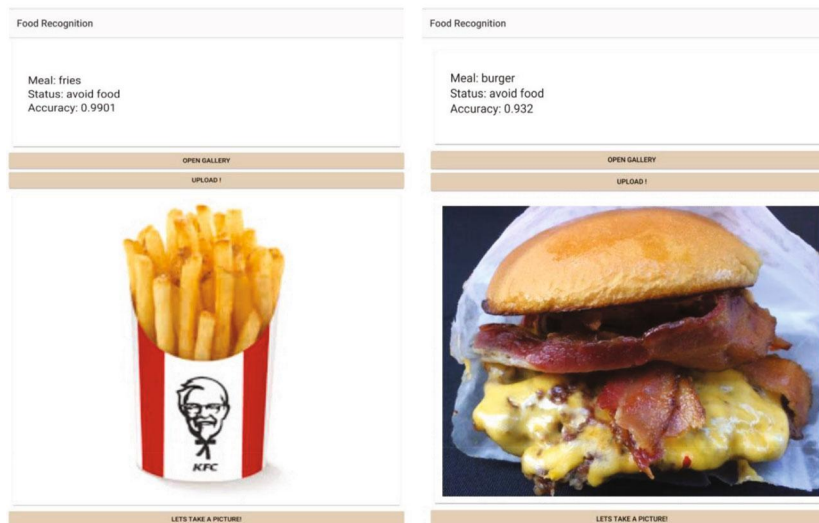 Food Recognition
Meal: fries
Status: avoid food
Accuracy: 0.9901
OPEN GALLERY
UPLOAD !
KFC
LETS TAKE A PICTURE!
Food Recognition
Meal: burger
Status: avoid food
Accuracy: 0.932
OPEN GALLERY
UPLOAD !
LETS TAKE A PICTURE!